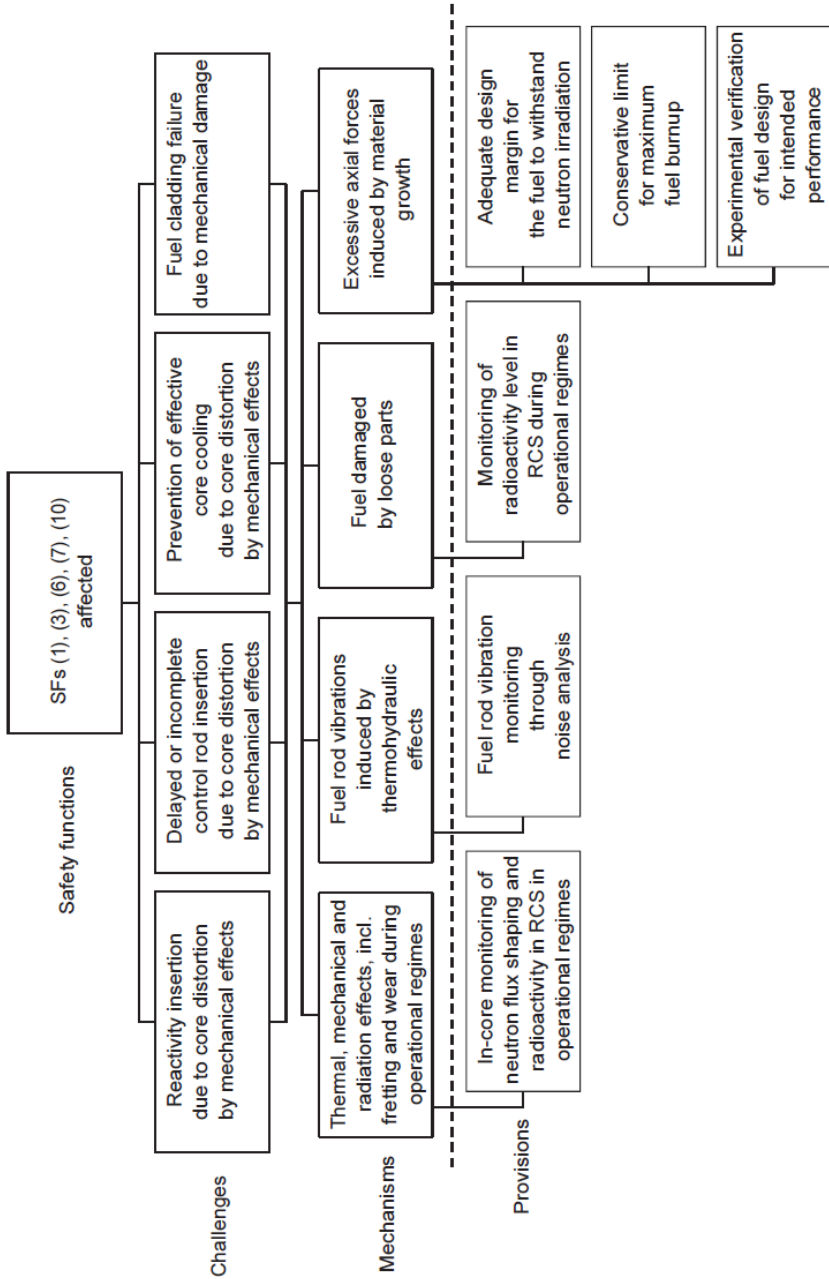 Safety functions
SFs (1), (3), (6), (7), (10)
affected
Challenges
Reactivity insertion
due to core distortion
by mechanical effects
Delayed or incomplete
control rod insertion
due to core distortion
by mechanical effects
Prevention of effective
core cooling
due to core distortion
by mechanical effects
Fuel cladding failure
due to mechanical damage
Mechanisms
Thermal, mechanical and
radiation effects, incl.
fretting and wear during
operational regimes
Fuel rod vibrations
induced by
thermohydraulic
effects
Fuel damaged
by loose parts
Excessive axial forces
induced by material
growth
Provisions
In-core monitoring of
neutron flux shaping and
radioactivity in RCS in
operational regimes
Fuel rod vibration
monitoring
through
noise analysis
Monitoring of
radioactivity level in
RCS during
operational regimes
Adequate design
margin for
the fuel to withstand
neutron irradiation
Conservative limit
for maximum
fuel burnup
Experimental verification
of fuel design
for intended
performance